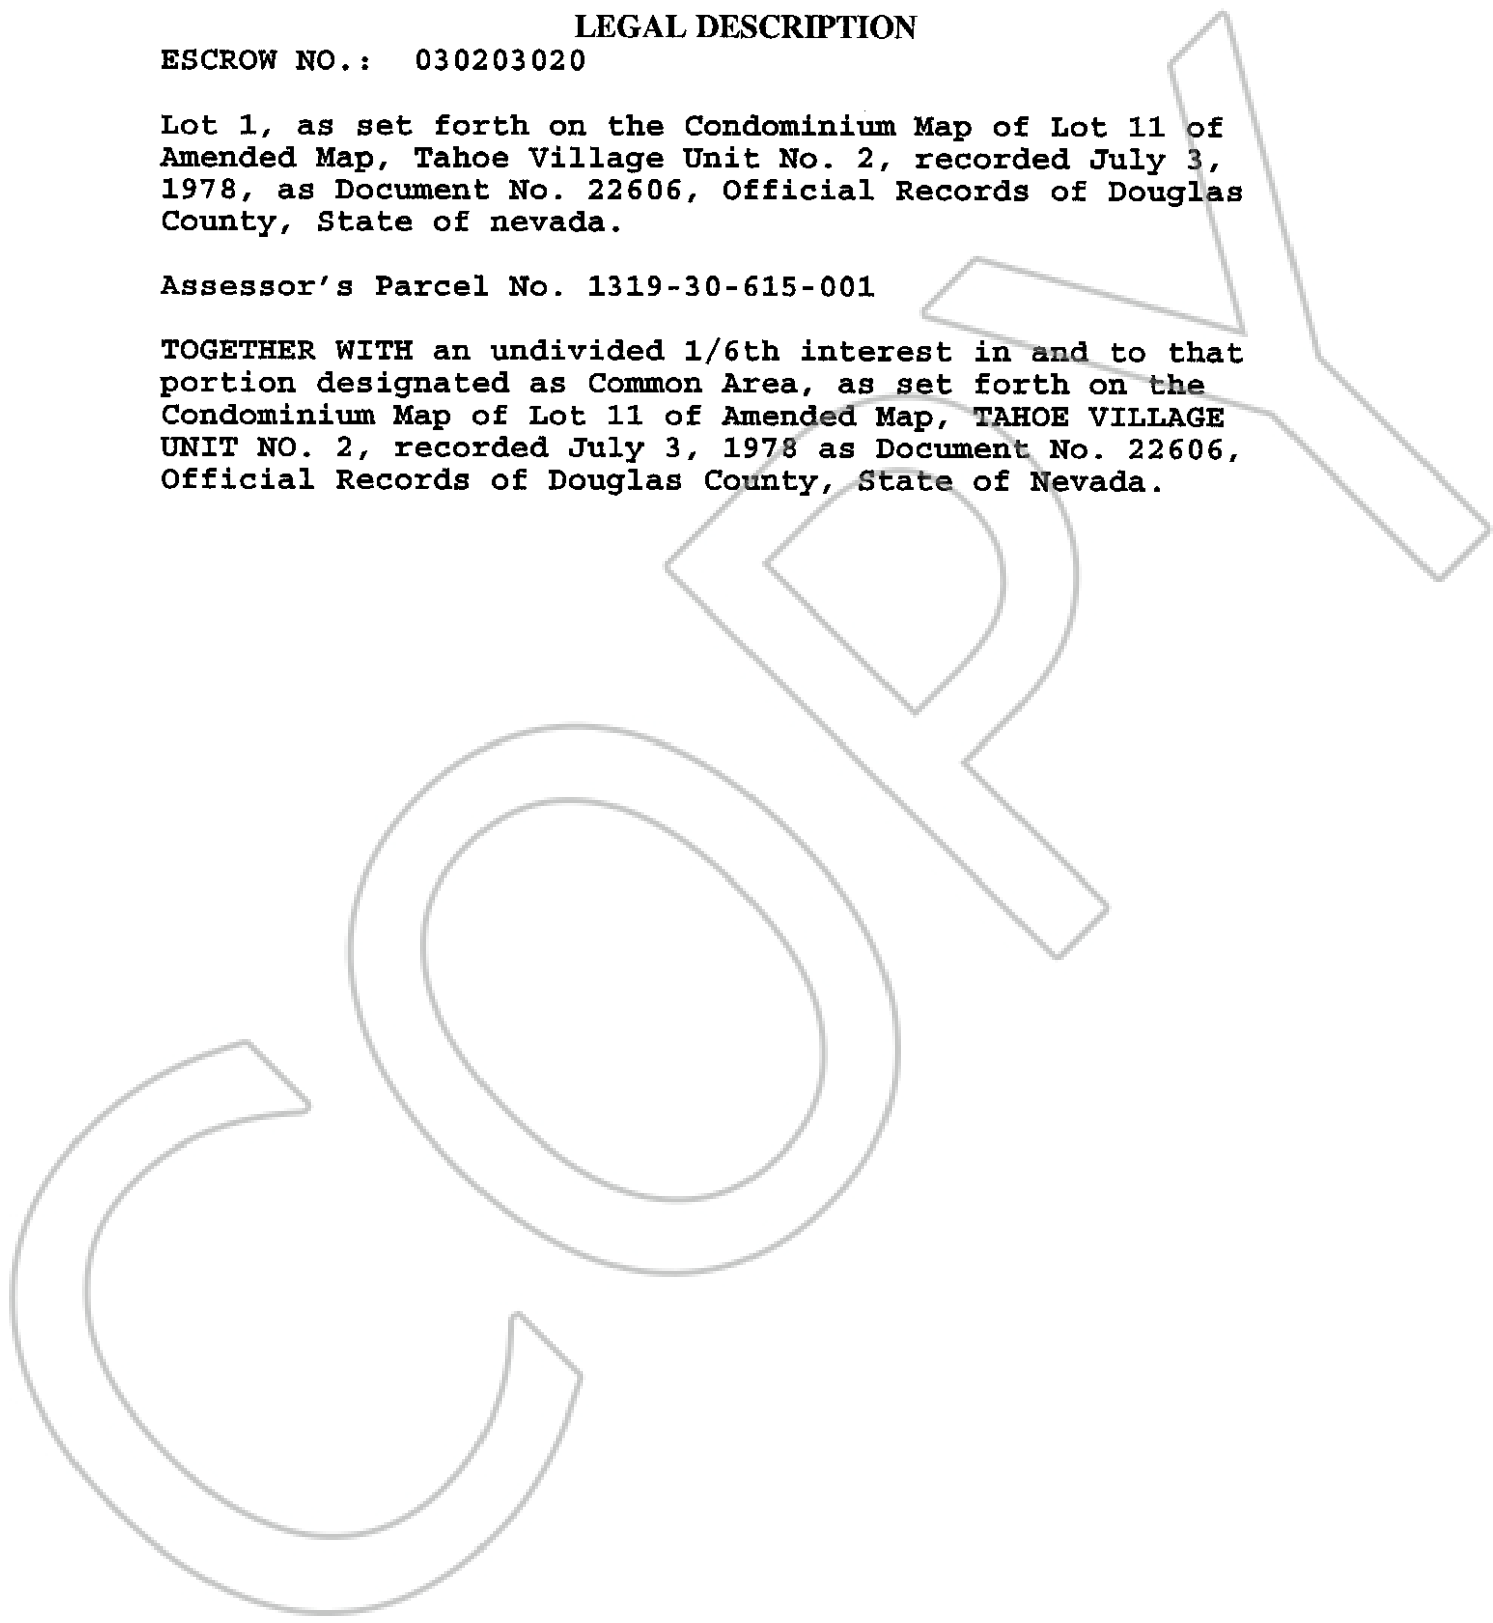 LEGAL DESCRIPTION
ESCROW NO.: 030203020
Lot 1, as set forth on the Condominium Map of Lot 11 of
Amended Map, Tahoe Village Unit No. 2, recorded July 3,
1978, as Document No. 22606, Official Records of Douglas
County, State of nevada.
Assessor's Parcel No. 1319-30-615-001
TOGETHER WITH an undivided 1/6th interest in and to that
portion designated as Common Area, as set forth on the
Condominium Map of Lot 11 of Amended Map, TAHOE VILLAGE
UNIT NO. 2, recorded July 3, 1978 as Document No. 22606,
Official Records of Douglas County, State of Nevada.
COPY